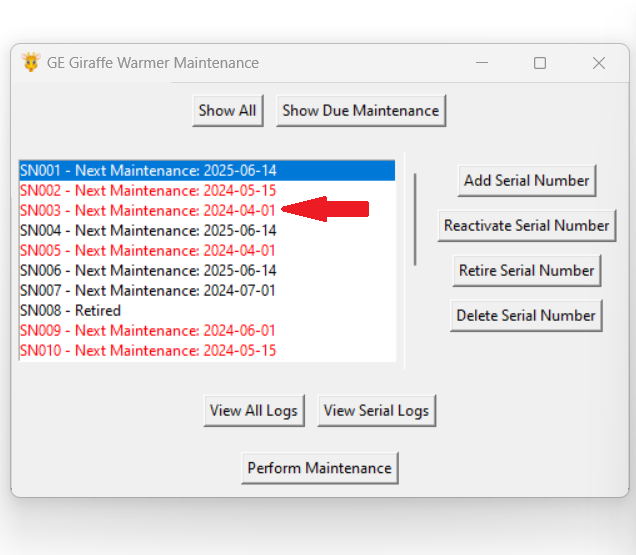 GE Giraffe Warmer Maintenance
Show All
Show Due Maintenance
SN001 - Next Maintenance: 2025-06-14
SN002 - Next Maintenance: 2024-05-15
SN003 - Next Maintenance: 2024-04-01
SN004 - Next Maintenance: 2025-06-14
SN005 - Next Maintenance: 2024-04-01
SN006 - Next Maintenance: 2025-06-14
SN007 - Next Maintenance: 2024-07-01
SN008 - Retired
SN009 - Next Maintenance: 2024-06-01
SN010 - Next Maintenance: 2024-05-15
Add Serial Number
Reactivate Serial Number
Retire Serial Number
Delete Serial Number
View All Logs
View Serial Logs
Perform Maintenance